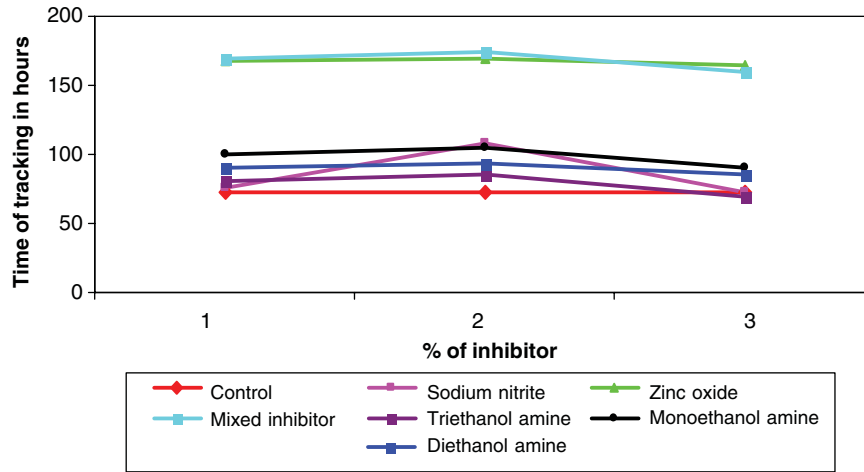 Time of tracking in hours
200
150
100
50
0
1 2 3
% of inhibitor
Control Sodium nitrite Zinc oxide
Mixed inhibitor Triethanol amine Monoethanol amine
Diethanol amine